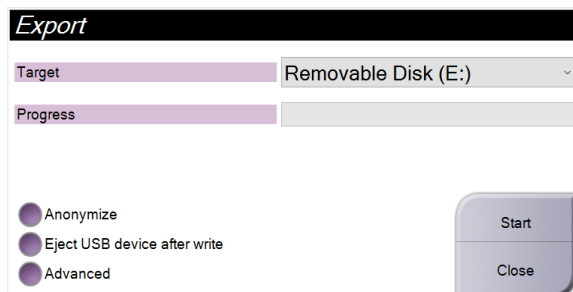 Export
Target Removable Disk (E:)
Progress
Anonymize
Eject USB device after write
Advanced
Start
Close